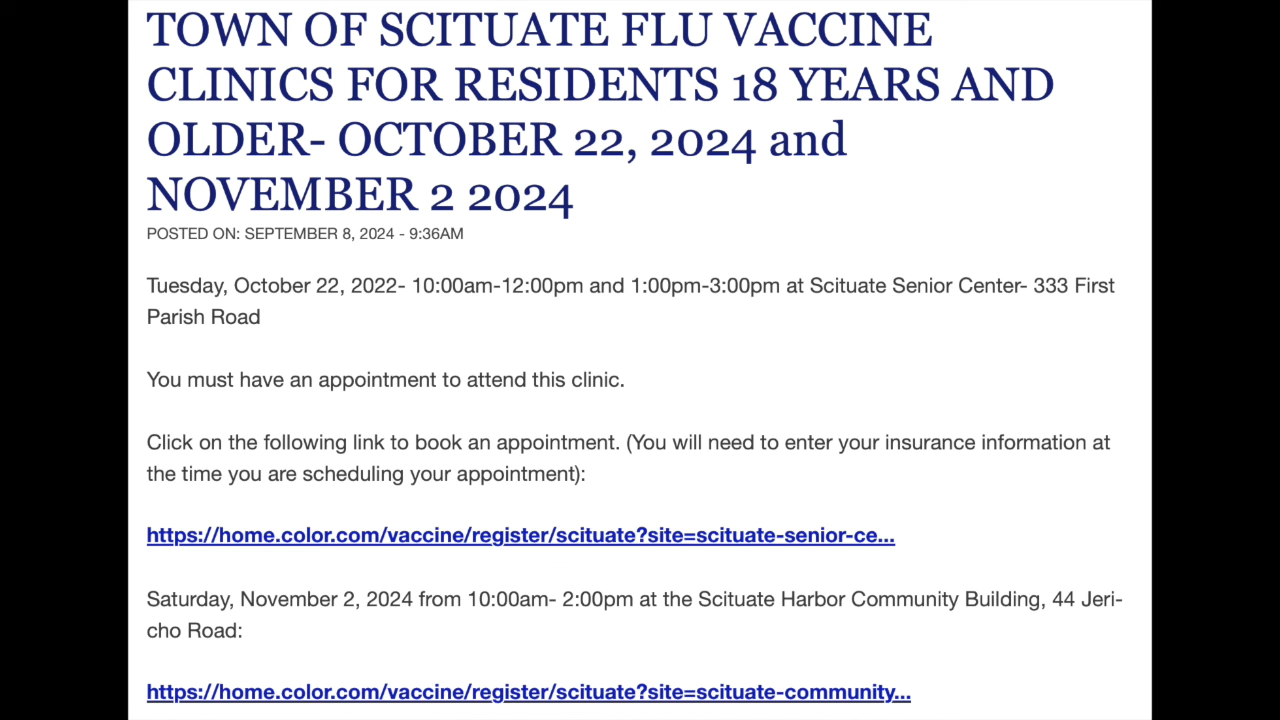 TOWN OF SCITUATE FLU VACCINE
CLINICS FOR RESIDENTS 18 YEARS AND
OLDER- OCTOBER 22, 2024 and
NOVEMBER 2 2024
POSTED ON: SEPTEMBER 8, 2024 - 9:36AM
Tuesday, October 22, 2022- 10:00am-12:00pm and 1:00pm-3:00pm at Scituate Senior Center- 333 First
Parish Road
You must have an appointment to attend this clinic.
Click on the following link to book an appointment. (You will need to enter your insurance information at
the time you are scheduling your appointment):
https://home.color.com/vaccine/register/scituate?site=scituate-senior-ce...
Saturday, November 2, 2024 from 10:00am- 2:00pm at the Scituate Harbor Community Building, 44 Jeri-
cho Road:
https://home.color.com/vaccine/register/scituate?site=scituate-community...